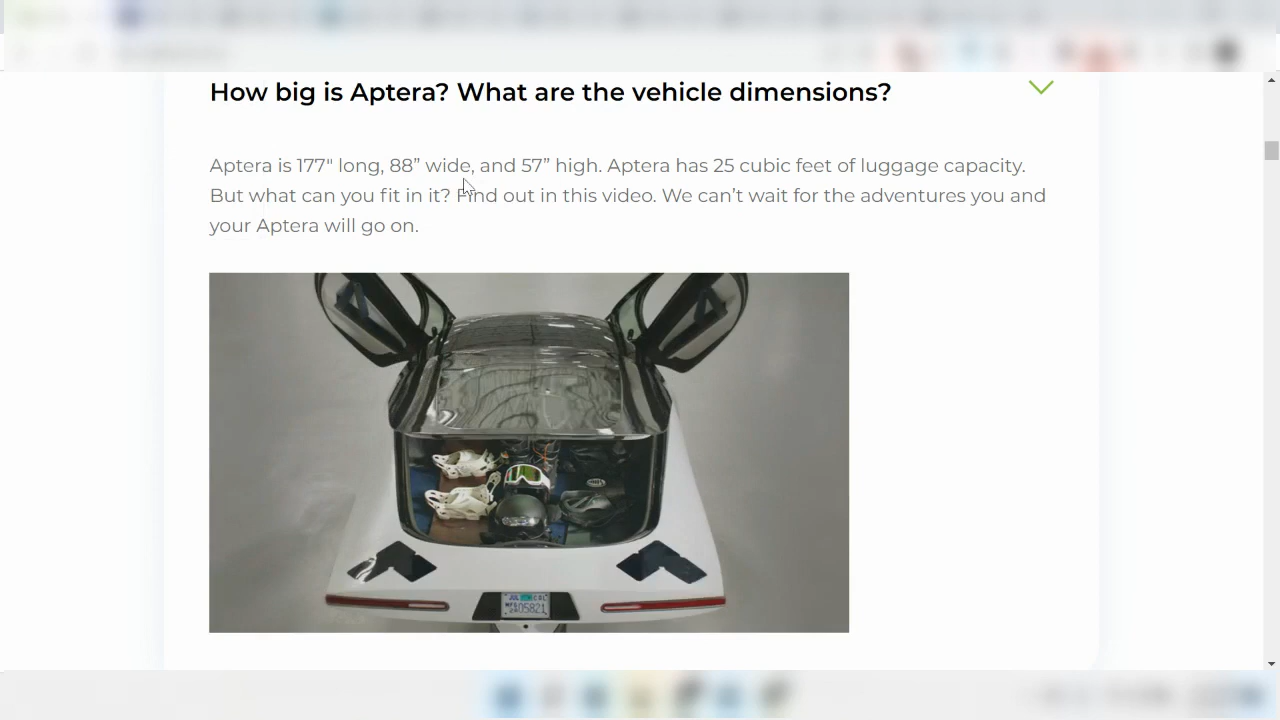 How big is Aptera? What are the vehicle dimensions?
Aptera is 177" long, 88” wide, and 57” high. Aptera has 25 cubic feet of luggage capacity.
But what can you fit in it? Find out in this video. We can’t wait for the adventures you and
your Aptera will go on.
05821